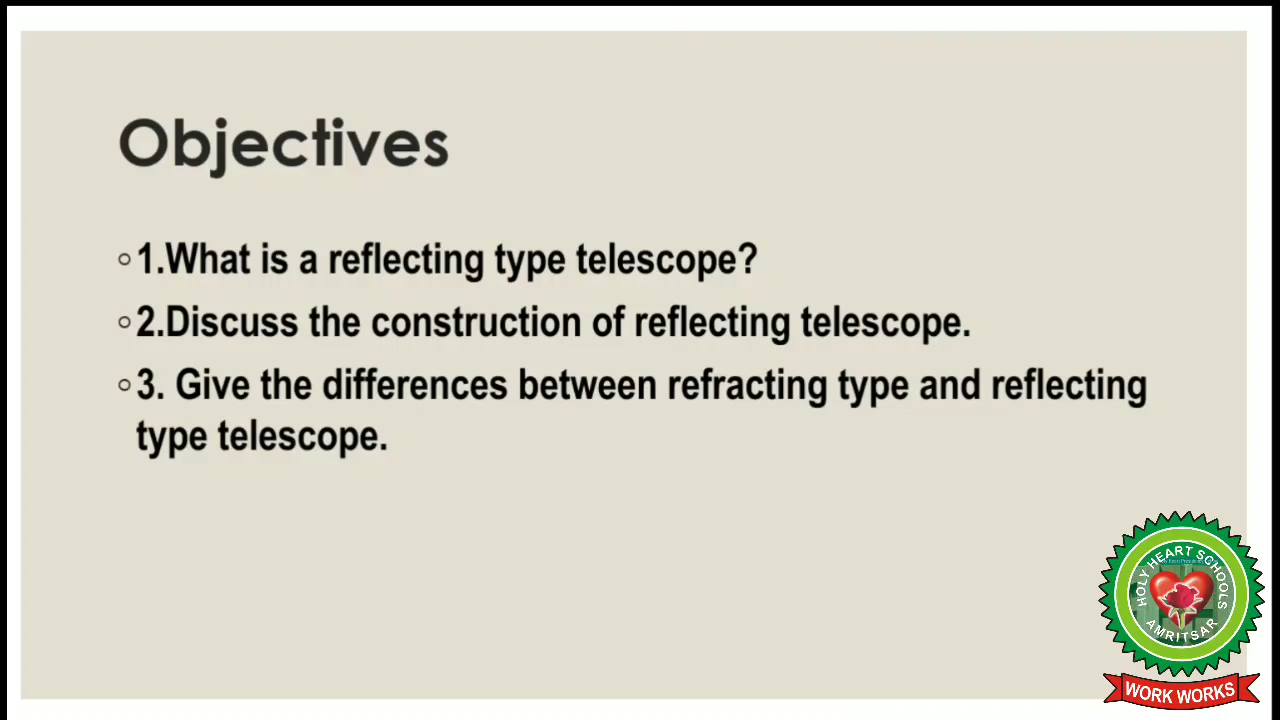 Objectives
◦1.What is a reflecting type telescope?
◦2.Discuss the construction of reflecting telescope.
◦3. Give the differences between refracting type and reflecting
type telescope.
HOLY HEART SCHOOLS
AMRITSAR
WORK WORKS